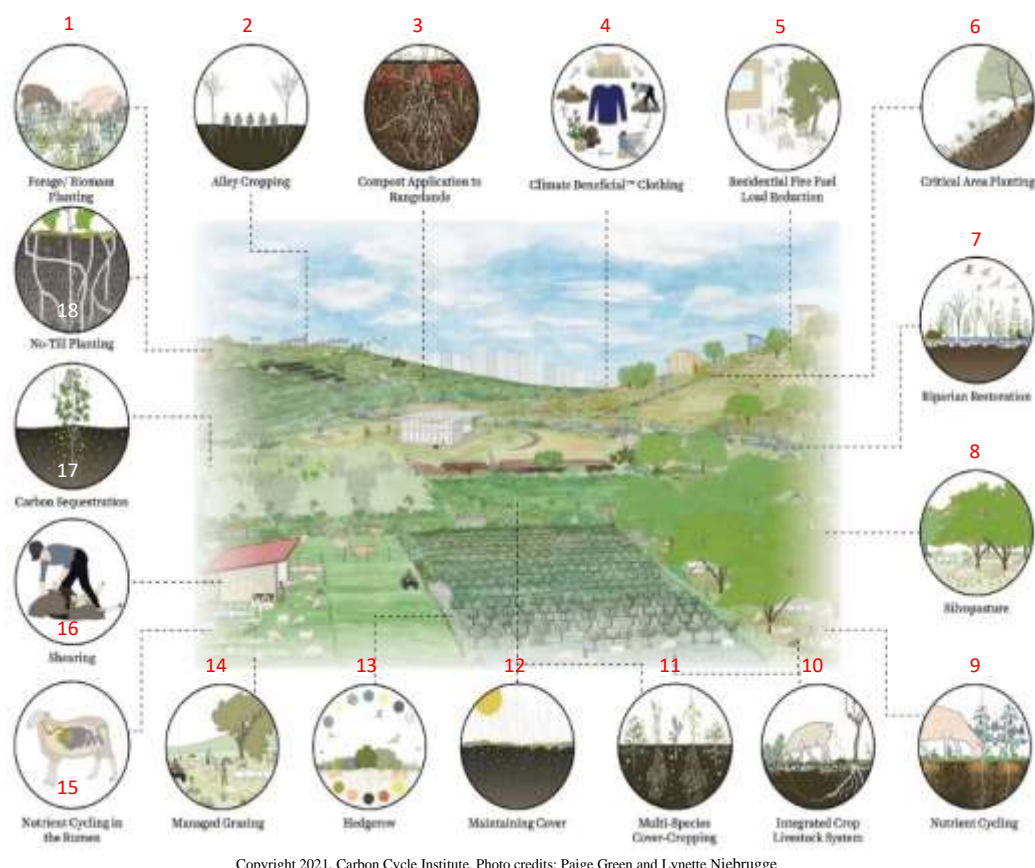 1
2
3
4
5
6
Forage/ Biomass
Planting
Alley Cropping
Compost Application to
Rangelands
Climate Beneficial™ Clothing
Residential Fire Fuel
Load Reduction
Critical Area Planting
18
No-Till Planting
7
Riparian Restoration
17
Carbon Sequestration
8
Silvopasture
16
Shearing
14
13
12
11
10
9
15
Nutrient Cycling in
the Rumen
Managed Grazing
Hedgerow
Maintaining Cover
Multi-Species
Cover-Cropping
Integrated Crop
Livestock System
Nutrient Cycling
Copyright 2021, Carbon Cycle Institute. Photo credits: Paige Green and Lynette Niebrugge